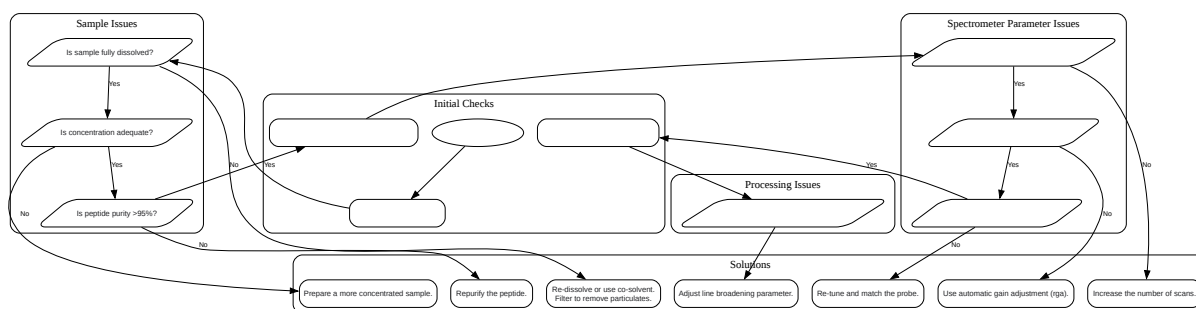 Sample Issues
Is sample fully dissolved?
Yes
Is concentration adequate?
Yes
Is peptide purity >95%?
No
No
No
Yes
Initial Checks
Processing Issues
Spectrometer Parameter Issues
Yes
Yes
Yes
No
No
No
Solutions
Prepare a more concentrated sample.
Repurify the peptide.
Re-dissolve or use co-solvent.
Filter to remove particulates.
Adjust line broadening parameter.
Re-tune and match the probe.
Use automatic gain adjustment (rga).
Increase the number of scans.